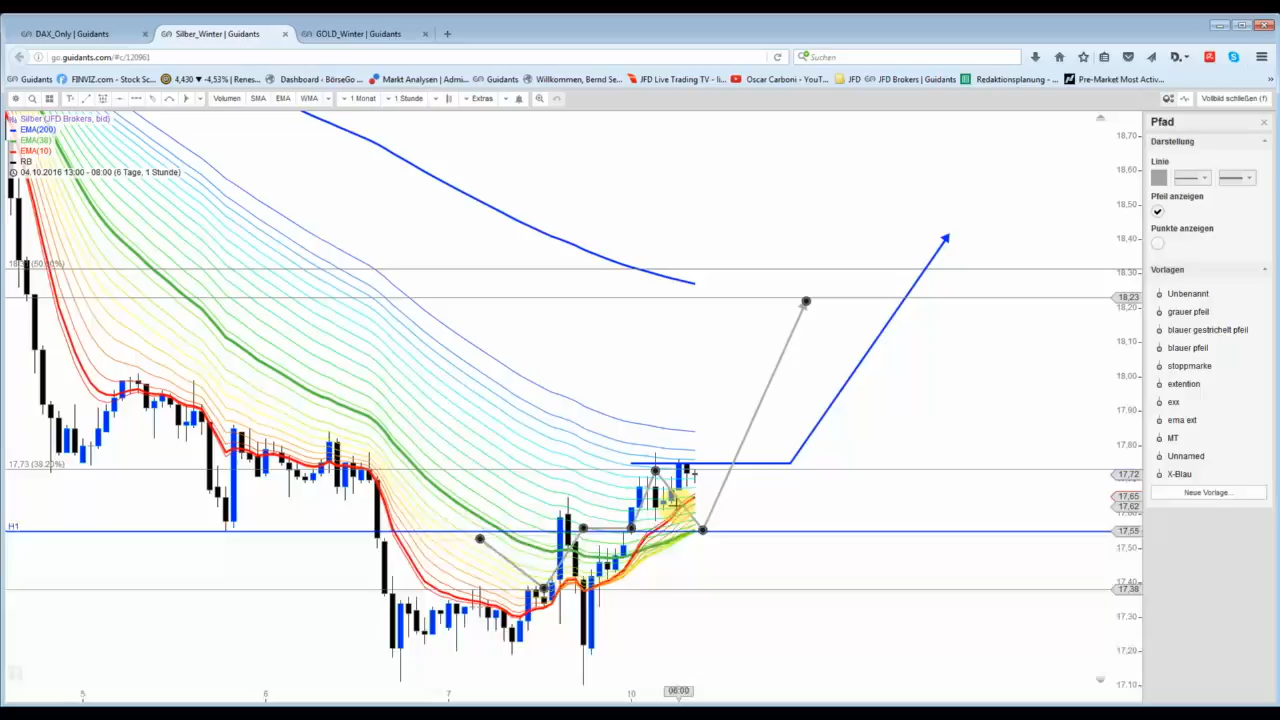 DAX_Only | Guidants
Silber_Winter | Guidants
GOLD_Winter | Guidants
go.guidants.com/#c/120961
Suchen
Guidants
FINVIZ.com - Stock Sc...
4,430 ▼ -4,53% | Renes...
Dashboard ‹ BörseGo ...
Markt Analysen | Admi...
Guidants
Willkommen, Bernd Se...
JFD Live Trading TV - li...
Oscar Carboni - YouT...
JFD
JFD Brokers | Guidants
Redaktionsplanung - ...
Pre-Market Most Activ...
Volumen
SMA
EMA
WMA
1 Monat
1 Stunde
Extras
Vollbild schließen (f)
Silber (JFD Brokers, bid)
EMA(200)
EMA(38)
EMA(10)
RB
04.10.2016 13:00 - 08:00 (6 Tage, 1 Stunde)
17,73 (38.20%)
H1
18,70
18,60
18,50
18,40
18,30
18,23
18,20
18,10
18,00
17,90
17,80
17,72
17,65
17,62
17,55
17,50
17,40
17,38
17,30
17,20
17,10
5
6
7
10
06:00
Pfad
Darstellung
Linie
Pfeil anzeigen
Punkte anzeigen
Vorlagen
Unbenannt
grauer pfeil
blauer gestrichelt pfeil
blauer pfeil
stoppmarke
extention
exx
ema ext
MT
Unnamed
X-Blau
Neue Vorlage...